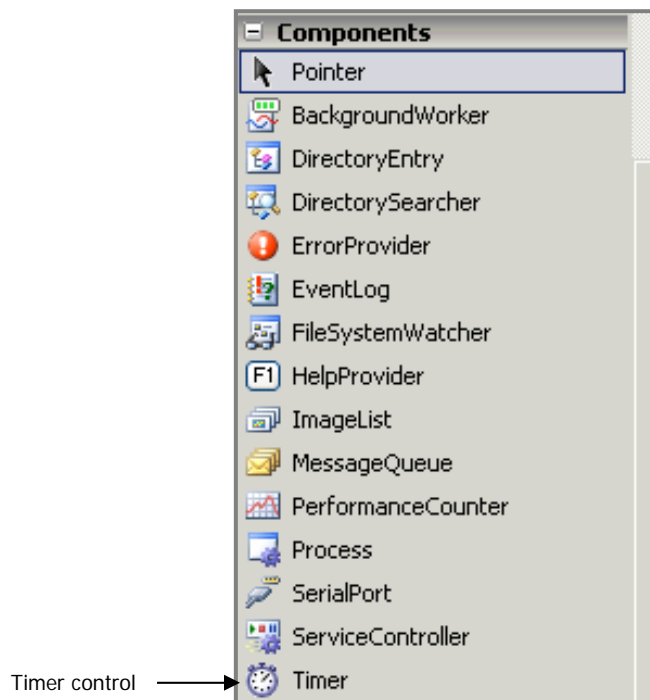 Components
Pointer
BackgroundWorker
DirectoryEntry
DirectorySearcher
ErrorProvider
EventLog
FileSystemWatcher
F1 HelpProvider
ImageList
MessageQueue
PerformanceCounter
Process
SerialPort
ServiceController
Timer control Timer